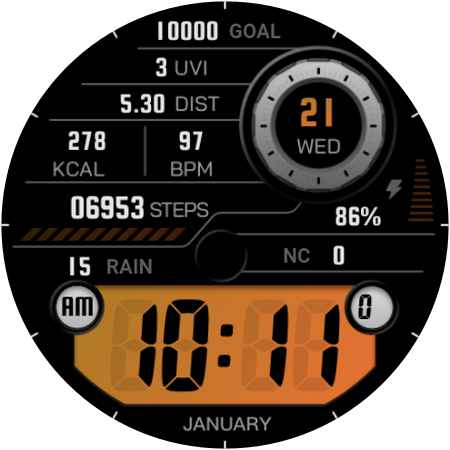 10000 GOAL
3 UVI
5.30 DIST
21
WED
278 KCAL
97 BPM
06953 STEPS
86%
15 RAIN
NC 0
AM
10:11
0
JANUARY